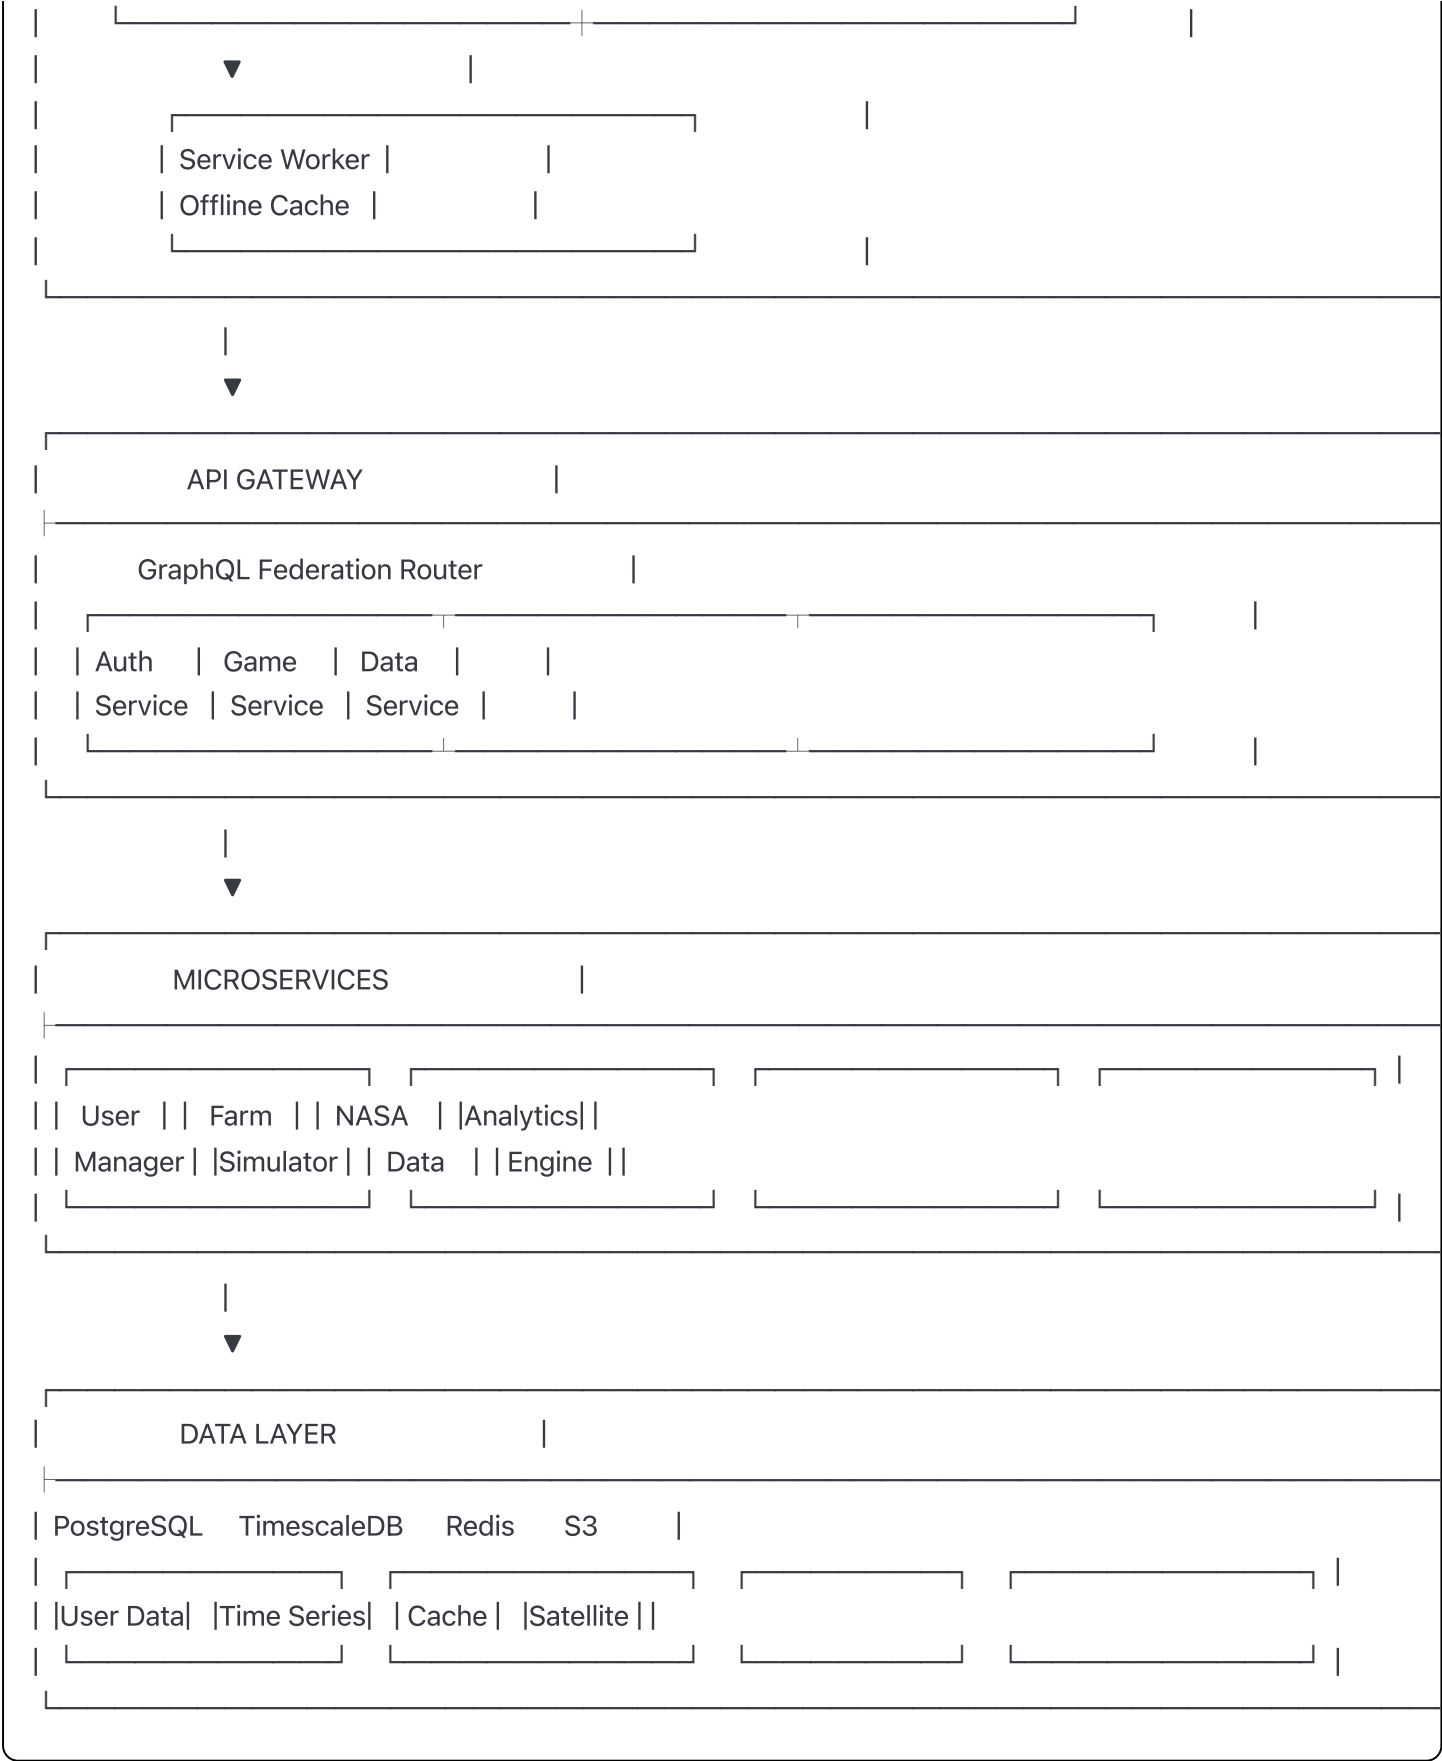 Service Worker
Offline Cache
API GATEWAY
GraphQL Federation Router
Auth Game Data
Service Service Service
MICROSERVICES
User Farm NASA Analytics
Manager Simulator Data Engine
DATA LAYER
PostgreSQL TimescaleDB Redis S3
User Data Time Series Cache Satellite